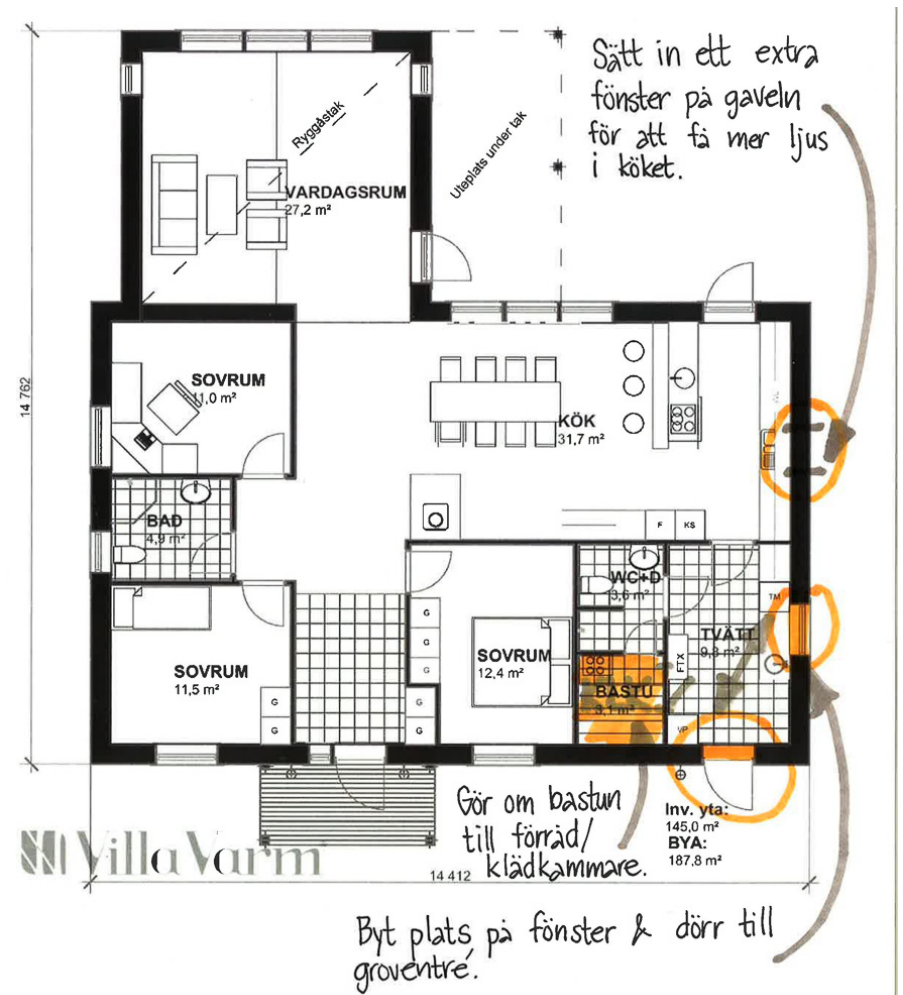 Sätt in ett extra
fönster på gaveln
för att få mer ljus
i köket.
Ryggåstak
Uteplats under tak
VARDAGSRUM
27,2 m²
14 762
SOVRUM
11,0 m²
KÖK
31,7 m²
F
KS
BAD
4,9 m²
WC+D
3,6 m²
TM
TVÄTT
9,3 m²
FTX
SOVRUM
11,5 m²
G
G
G
G
G
G
G
SOVRUM
12,4 m²
BASTU
3,1 m²
VP
Gör om bastun
till förråd/
klädkammare.
Inv. yta:
145,0 m²
BYA:
187,8 m²
Villa Varm
14 412
Byt plats på fönster & dörr till
groventré.